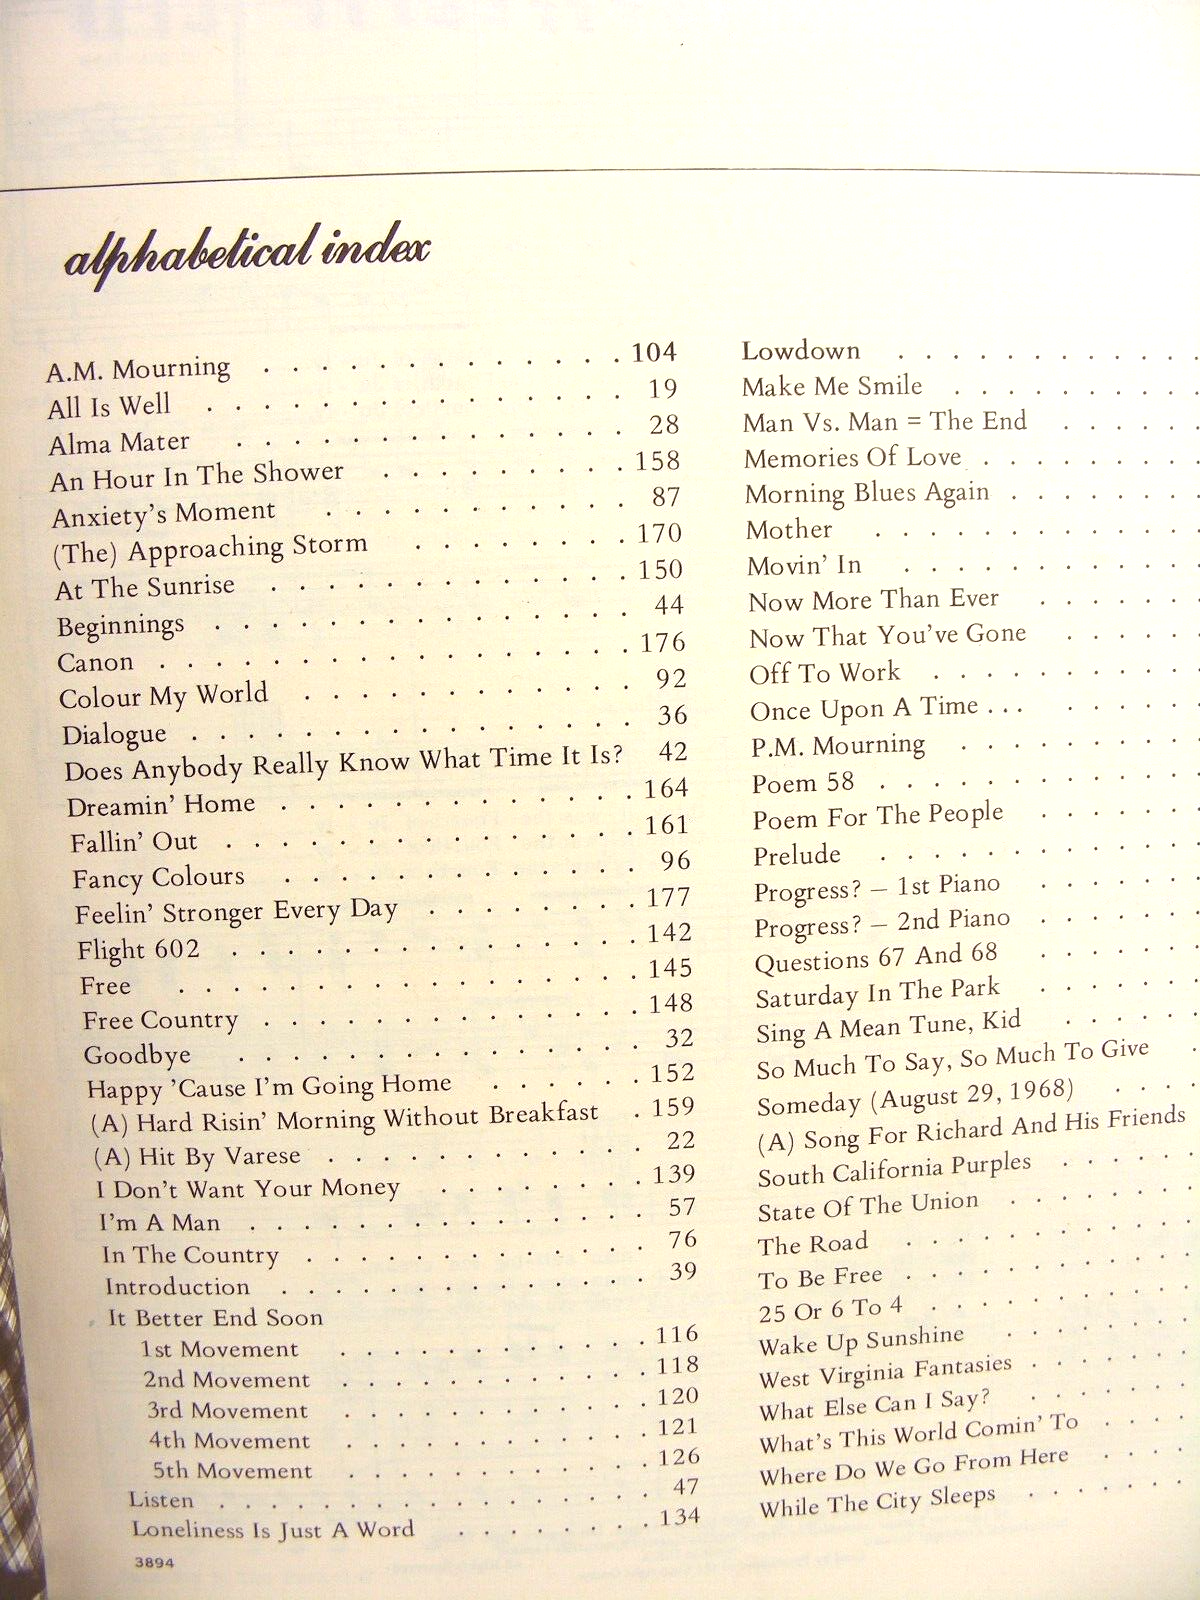 alphabetical index
A.M. Mourning . . . . . . . . . . . . . 104
All Is Well . . . . . . . . . . . . . . . 19
Alma Mater . . . . . . . . . . . . . . 28
An Hour In The Shower . . . . . . . . . 158
Anxiety's Moment . . . . . . . . . . . 87
(The) Approaching Storm . . . . . . . . 170
At The Sunrise . . . . . . . . . . . . . 150
Beginnings . . . . . . . . . . . . . . . 44
Canon . . . . . . . . . . . . . . . . . 176
Colour My World . . . . . . . . . . . . 92
Dialogue . . . . . . . . . . . . . . . . 36
Does Anybody Really Know What Time It Is? 42
Dreamin' Home . . . . . . . . . . . . . 164
Fallin' Out . . . . . . . . . . . . . . . 161
Fancy Colours . . . . . . . . . . . . . 96
Feelin' Stronger Every Day . . . . . . . . 177
Flight 602 . . . . . . . . . . . . . . . 142
Free . . . . . . . . . . . . . . . . . 145
Free Country . . . . . . . . . . . . . . 148
Goodbye . . . . . . . . . . . . . . . 32
Happy 'Cause I'm Going Home . . . . . . 152
(A) Hard Risin' Morning Without Breakfast . 159
(A) Hit By Varese . . . . . . . . . . . . 22
I Don't Want Your Money . . . . . . . . 139
I'm A Man . . . . . . . . . . . . . . . 57
In The Country . . . . . . . . . . . . . 76
Introduction . . . . . . . . . . . . . . 39
It Better End Soon
1st Movement . . . . . . . . . . . . 116
2nd Movement . . . . . . . . . . . . 118
3rd Movement . . . . . . . . . . . . 120
4th Movement . . . . . . . . . . . . 121
5th Movement . . . . . . . . . . . . 126
Listen . . . . . . . . . . . . . . . . . 47
Loneliness Is Just A Word . . . . . . . . 134
3894
Lowdown . . . . . . . . . . .
Make Me Smile . . . . . . . . .
Man Vs. Man = The End . . . . . .
Memories Of Love . . . . . . . . .
Morning Blues Again . . . . . . . .
Mother . . . . . . . . . . . .
Movin' In . . . . . . . . . . .
Now More Than Ever . . . . . .
Now That You've Gone . . . . .
Off To Work . . . . . . . . . .
Once Upon A Time . . . . . . . .
P.M. Mourning . . . . . . . . .
Poem 58 . . . . . . . . . . . .
Poem For The People . . . . . .
Prelude . . . . . . . . . . . .
Progress? – 1st Piano . . . . . .
Progress? – 2nd Piano . . . . . .
Questions 67 And 68 . . . . . .
Saturday In The Park . . . . . .
Sing A Mean Tune, Kid . . . . .
So Much To Say, So Much To Give .
Someday (August 29, 1968) . . . .
(A) Song For Richard And His Friends
South California Purples . . . . .
State Of The Union . . . . . . .
The Road . . . . . . . . . . .
To Be Free . . . . . . . . . . .
25 Or 6 To 4 . . . . . . . . . .
Wake Up Sunshine . . . . . . .
West Virginia Fantasies . . . . . .
What Else Can I Say? . . . . . .
What's This World Comin' To . . . .
Where Do We Go From Here . . . .
While The City Sleeps . . . . . .